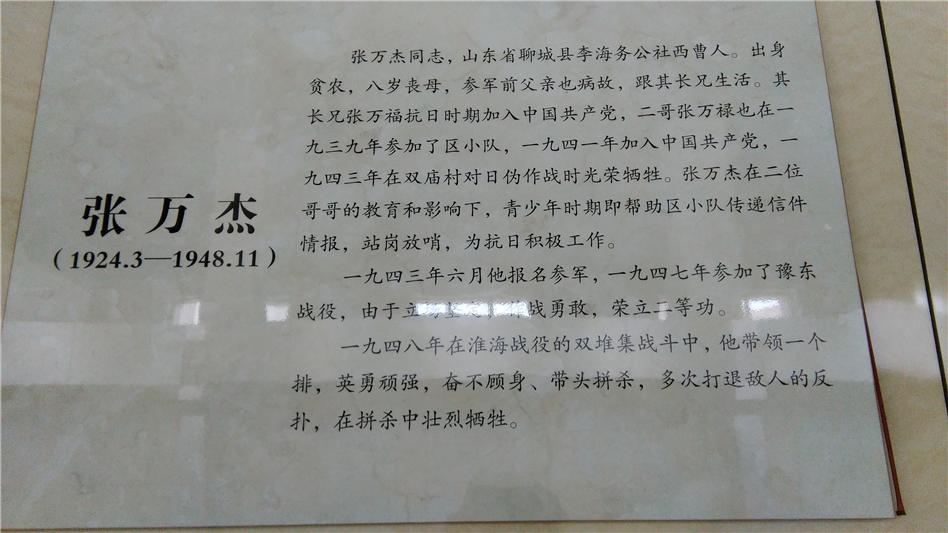 张万杰
（1924.3—1948.11）
张万杰同志，山东省聊城县李海务公社西曹人。出身
贫农，八岁丧母，参军前父亲也病故，跟其长兄生活。其
长兄张万福抗日时期加入中国共产党，二哥张万禄也在一
九三九年参加了区小队，一九四一年加入中国共产党，一
九四三年在双庙村对日伪作战时光荣牺牲。张万杰在二位
哥哥的教育和影响下，青少年时期即帮助区小队传递信件
情报，站岗放哨，为抗日积极工作。
一九四三年六月他报名参军，一九四七年参加了豫东
战役，由于立场坚定，作战勇敢，荣立二等功。
一九四八年在淮海战役的双堆集战斗中，他带领一个
排，英勇顽强，奋不顾身、带头拼杀，多次打退敌人的反
扑，在拼杀中壮烈牺牲。